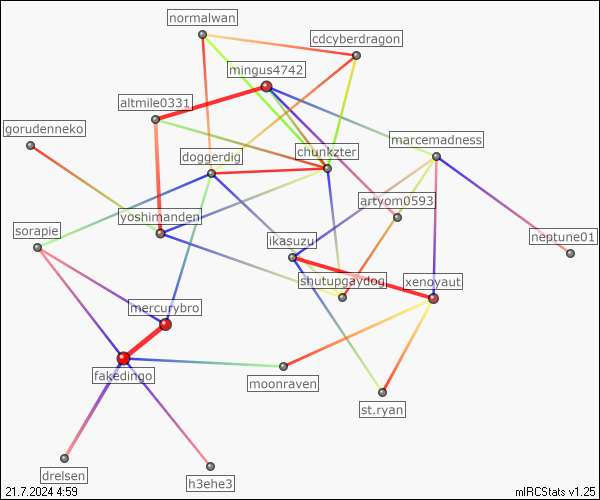 normalwan
cdcyberdragon
mingus4742
altmile0331
gorudenneko
marcemadness
chunkzter
doggerdig
artyom0593
yoshimanden
sorapie
neptune01
ikasuzu
shutupgaydog
xenoyaut
mercurybro
fakedingo
moonraven
st.ryan
drelsen
h3ehe3
21.7.2024 4:59
mIRCStats v1.25